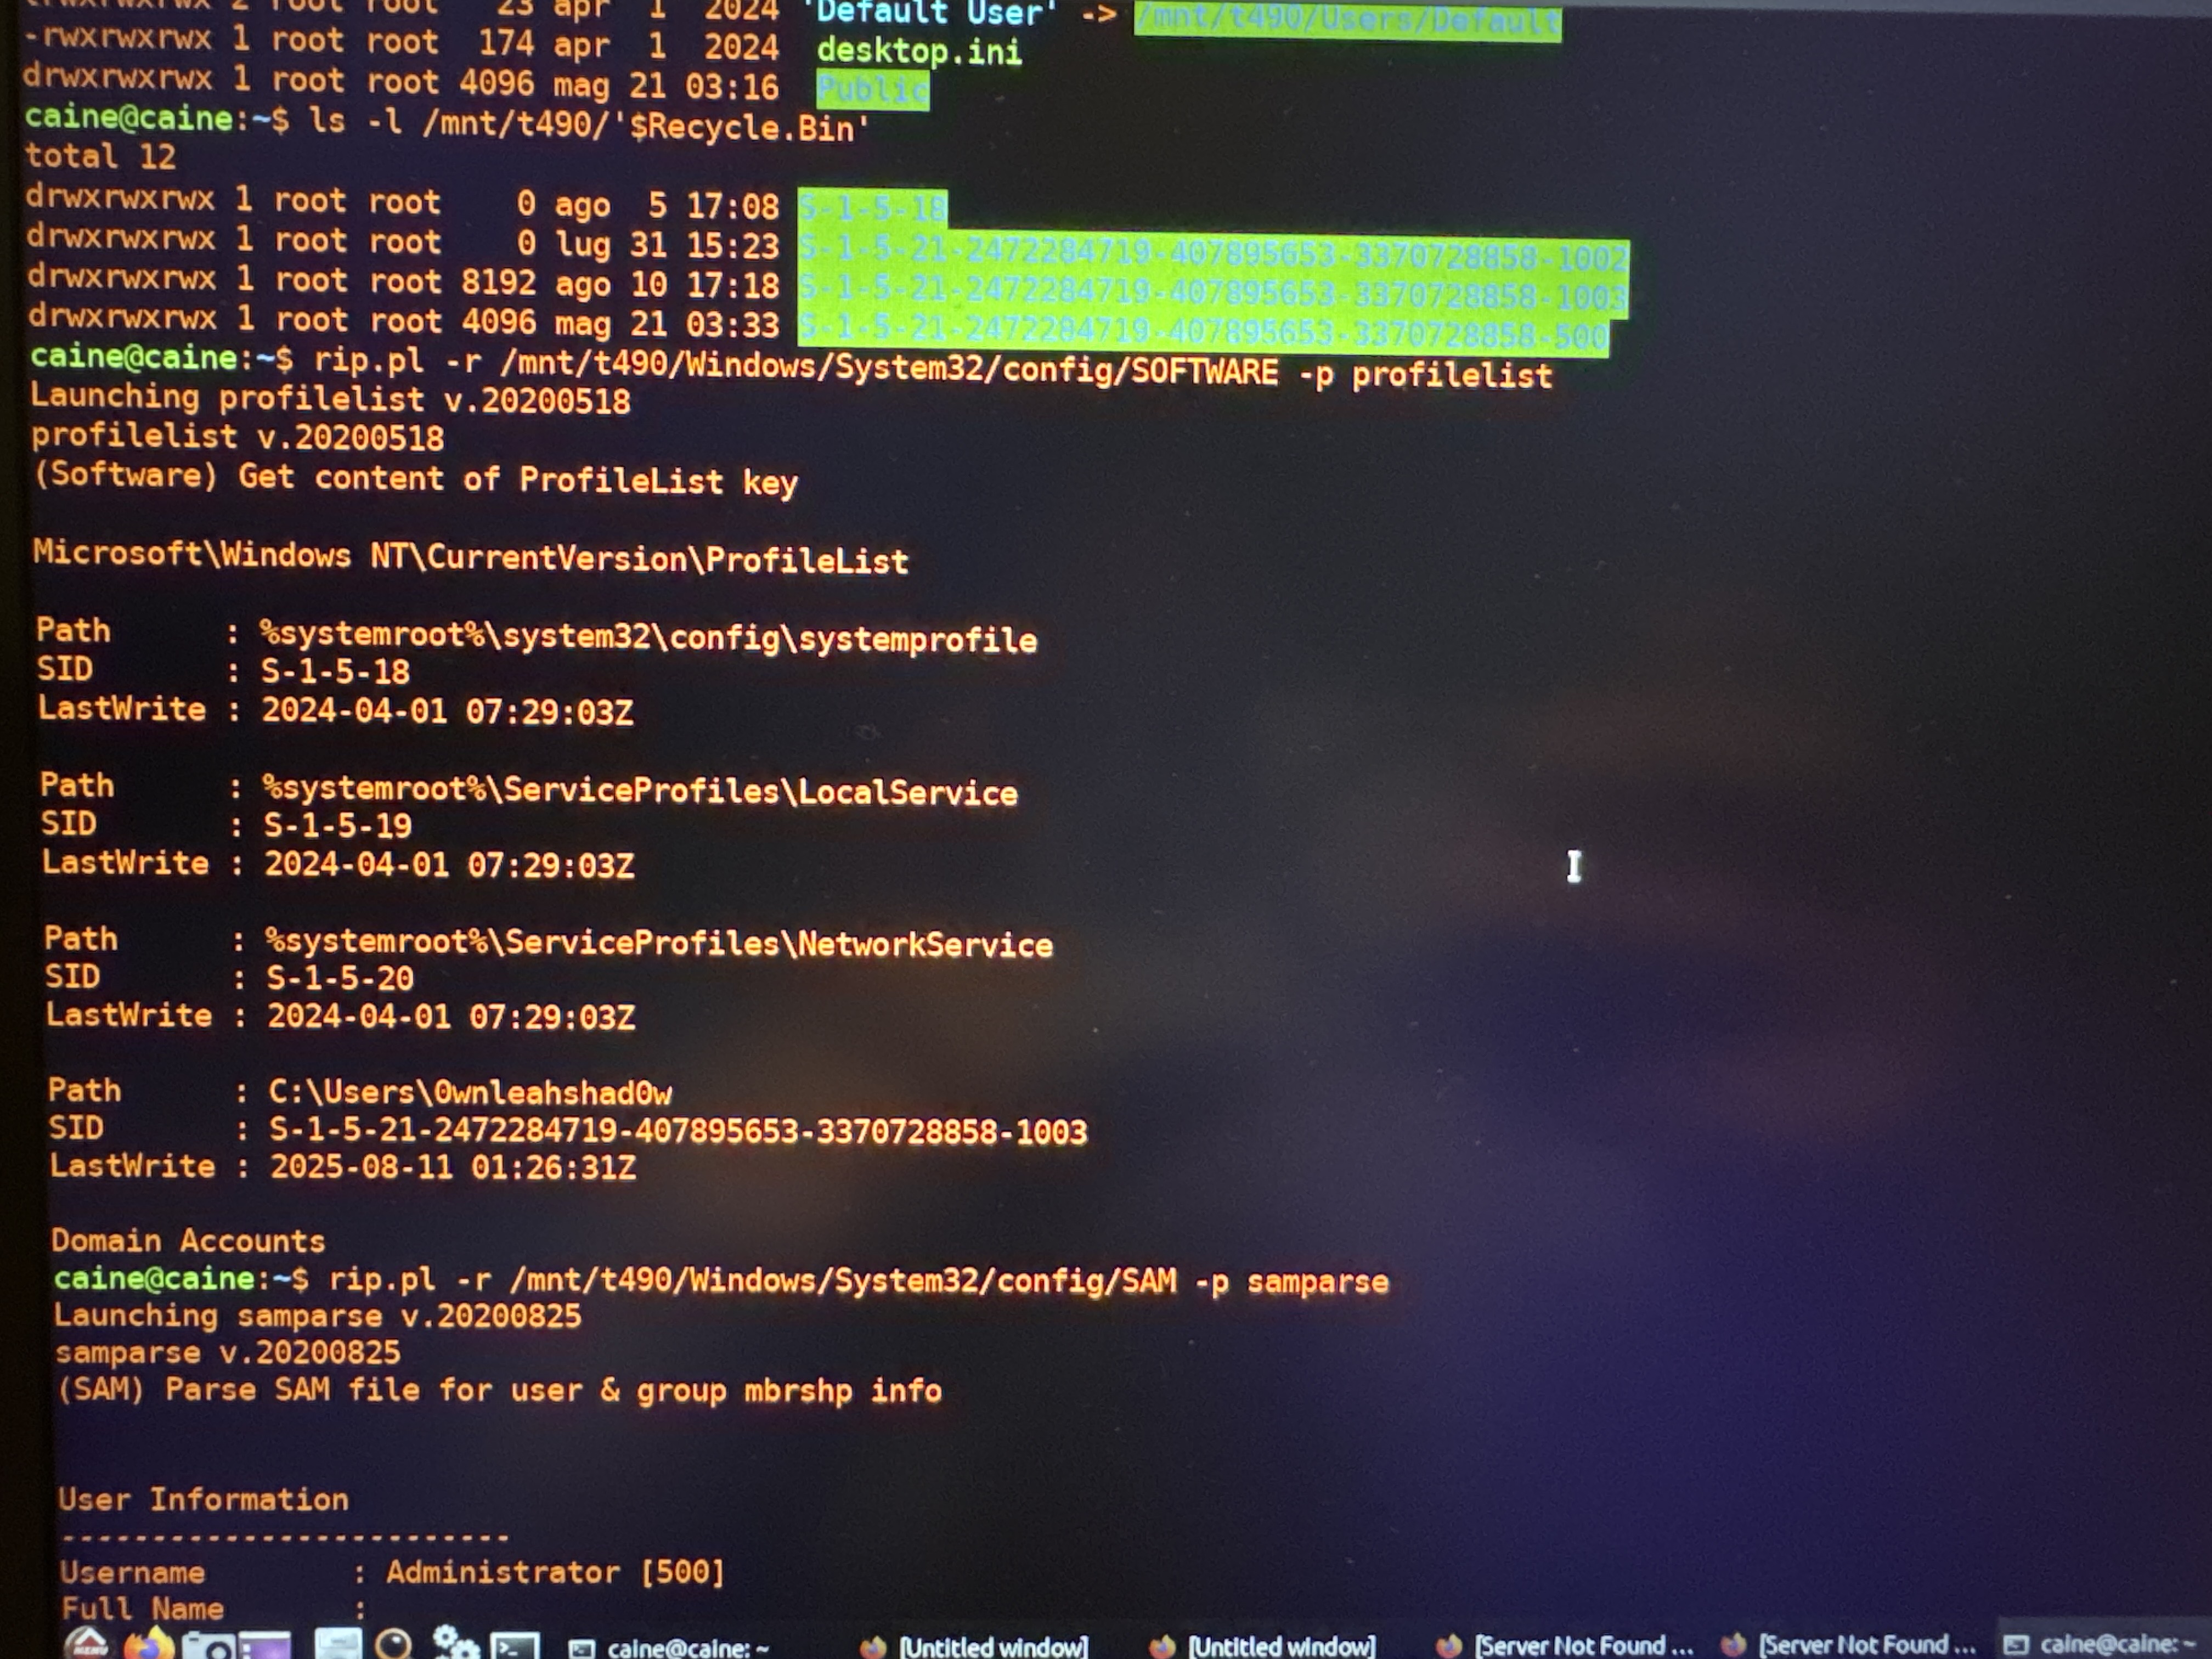 drwxrwxrwx 2 root root   23 apr  1  2024 'Default User' -> /mnt/t490/Users/Default
-rwxrwxrwx 1 root root  174 apr  1  2024  desktop.ini
drwxrwxrwx 1 root root 4096 mag 21 03:16  Public
caine@caine:~$ ls -l /mnt/t490/'$Recycle.Bin'
total 12
drwxrwxrwx 1 root root    0 ago  5 17:08 S-1-5-18
drwxrwxrwx 1 root root    0 lug 31 15:23 S-1-5-21-2472284719-407895653-3370728858-1002
drwxrwxrwx 1 root root 8192 ago 10 17:18 S-1-5-21-2472284719-407895653-3370728858-1003
drwxrwxrwx 1 root root 4096 mag 21 03:33 S-1-5-21-2472284719-407895653-3370728858-500
caine@caine:~$ rip.pl -r /mnt/t490/Windows/System32/config/SOFTWARE -p profilelist
Launching profilelist v.20200518
profilelist v.20200518
(Software) Get content of ProfileList key
Microsoft\Windows NT\CurrentVersion\ProfileList
Path      : %systemroot%\system32\config\systemprofile
SID       : S-1-5-18
LastWrite : 2024-04-01 07:29:03Z
Path      : %systemroot%\ServiceProfiles\LocalService
SID       : S-1-5-19
LastWrite : 2024-04-01 07:29:03Z
Path      : %systemroot%\ServiceProfiles\NetworkService
SID       : S-1-5-20
LastWrite : 2024-04-01 07:29:03Z
Path      : C:\Users\0wnleahshad0w
SID       : S-1-5-21-2472284719-407895653-3370728858-1003
LastWrite : 2025-08-11 01:26:31Z
Domain Accounts
caine@caine:~$ rip.pl -r /mnt/t490/Windows/System32/config/SAM -p samparse
Launching samparse v.20200825
samparse v.20200825
(SAM) Parse SAM file for user & group mbrshp info
User Information
-------------------------
Username        : Administrator [500]
Full Name       :
MENU caine@caine: ~ [Untitled window] [Untitled window] [Server Not Found ... [Server Not Found ... caine@caine: ~